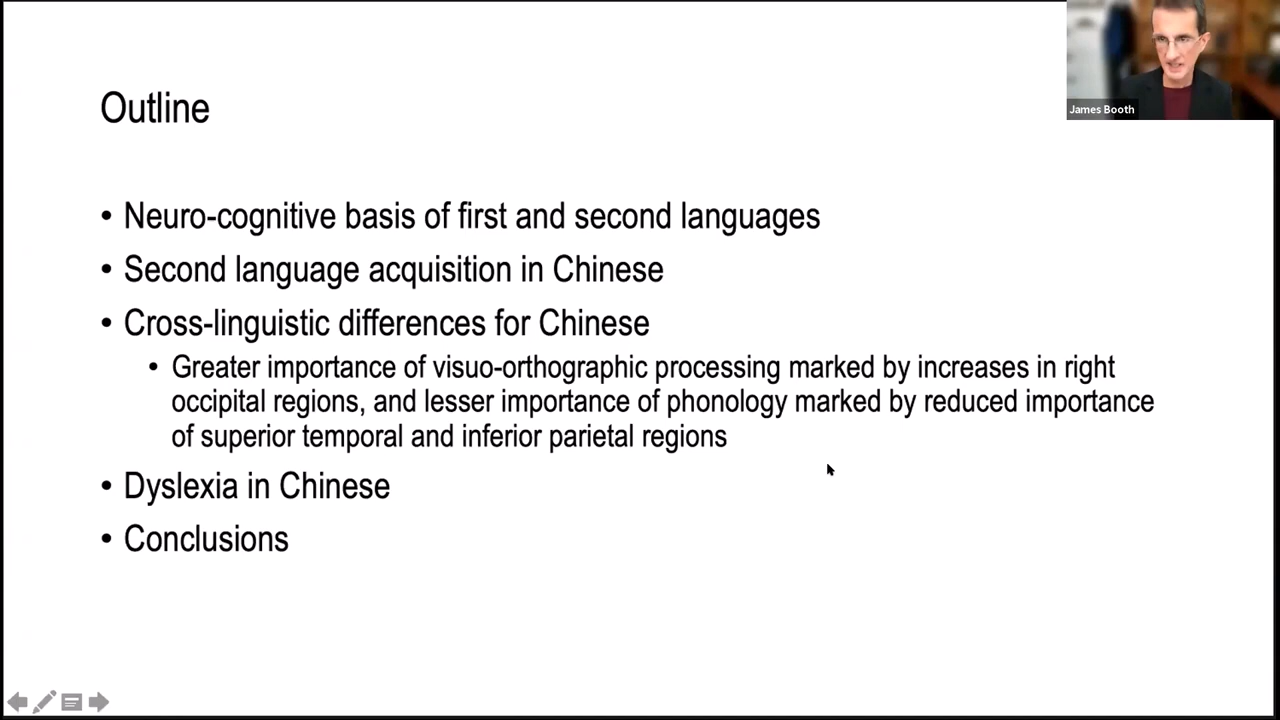 James Booth
Outline
• Neuro-cognitive basis of first and second languages
• Second language acquisition in Chinese
• Cross-linguistic differences for Chinese
• Greater importance of visuo-orthographic processing marked by increases in right
occipital regions, and lesser importance of phonology marked by reduced importance
of superior temporal and inferior parietal regions
• Dyslexia in Chinese
• Conclusions